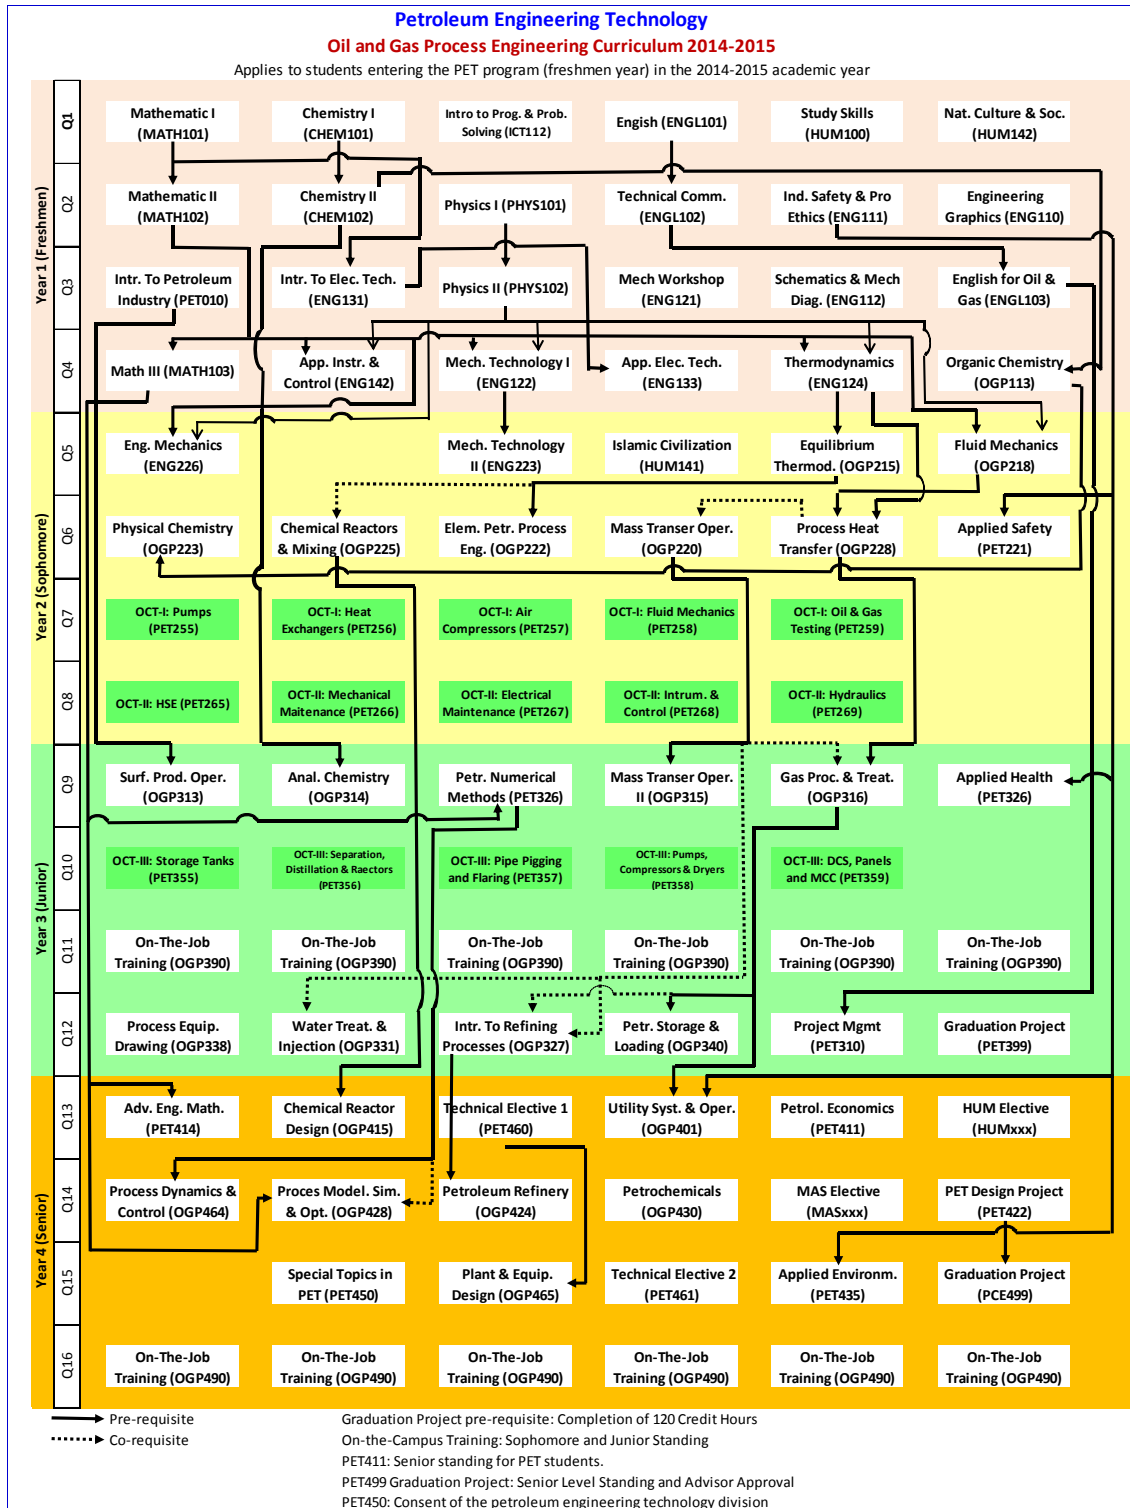 Petroleum Engineering Technology
Oil and Gas Process Engineering Curriculum 2014-2015
Applies to students entering the PET program (freshmen year) in the 2014-2015 academic year
Year 1 (Freshmen)
Q1
Mathematic I
(MATH101)
Chemistry I
(CHEM101)
Intro to Prog. & Prob.
Solving (ICT112)
Engish (ENGL101)
Study Skills
(HUM100)
Nat. Culture & Soc.
(HUM142)
Q2
Mathematic II
(MATH102)
Chemistry II
(CHEM102)
Physics I (PHYS101)
Technical Comm.
(ENGL102)
Ind. Safety & Pro
Ethics (ENG111)
Engineering
Graphics (ENG110)
Q3
Intr. To Petroleum
Industry (PET010)
Intr. To Elec. Tech.
(ENG131)
Physics II (PHYS102)
Mech Workshop
(ENG121)
Schematics & Mech
Diag. (ENG112)
English for Oil &
Gas (ENGL103)
Q4
Math III (MATH103)
App. Instr. &
Control (ENG142)
Mech. Technology I
(ENG122)
App. Elec. Tech.
(ENG133)
Thermodynamics
(ENG124)
Organic Chemistry
(OGP113)
Year 2 (Sophomore)
Q5
Eng. Mechanics
(ENG226)
Mech. Technology
II (ENG223)
Islamic Civilization
(HUM141)
Equilibrium
Thermod. (OGP215)
Fluid Mechanics
(OGP218)
Q6
Physical Chemistry
(OGP223)
Chemical Reactors
& Mixing (OGP225)
Elem. Petr. Process
Eng. (OGP222)
Mass Transer Oper.
(OGP220)
Process Heat
Transfer (OGP228)
Applied Safety
(PET221)
Q7
OCT-I: Pumps
(PET255)
OCT-I: Heat
Exchangers (PET256)
OCT-I: Air
Compressors (PET257)
OCT-I: Fluid Mechanics
(PET258)
OCT-I: Oil & Gas
Testing (PET259)
Q8
OCT-II: HSE (PET265)
OCT-II: Mechanical
Maitenance (PET266)
OCT-II: Electrical
Maintenance (PET267)
OCT-II: Intrum. &
Control (PET268)
OCT-II: Hydraulics
(PET269)
Year 3 (Junior)
Q9
Surf. Prod. Oper.
(OGP313)
Anal. Chemistry
(OGP314)
Petr. Numerical
Methods (PET326)
Mass Transer Oper.
II (OGP315)
Gas Proc. & Treat.
(OGP316)
Applied Health
(PET326)
Q10
OCT-III: Storage Tanks
(PET355)
OCT-III: Separation,
Distillation & Raectors
(PET356)
OCT-III: Pipe Pigging
and Flaring (PET357)
OCT-III: Pumps,
Compressors & Dryers
(PET358)
OCT-III: DCS, Panels
and MCC (PET359)
Q11
On-The-Job
Training (OGP390)
On-The-Job
Training (OGP390)
On-The-Job
Training (OGP390)
On-The-Job
Training (OGP390)
On-The-Job
Training (OGP390)
On-The-Job
Training (OGP390)
Q12
Process Equip.
Drawing (OGP338)
Water Treat. &
Injection (OGP331)
Intr. To Refining
Processes (OGP327)
Petr. Storage &
Loading (OGP340)
Project Mgmt
(PET310)
Graduation Project
(PET399)
Year 4 (Senior)
Q13
Adv. Eng. Math.
(PET414)
Chemical Reactor
Design (OGP415)
Technical Elective 1
(PET460)
Utility Syst. & Oper.
(OGP401)
Petrol. Economics
(PET411)
HUM Elective
(HUMxxx)
Q14
Process Dynamics &
Control (OGP464)
Proces Model. Sim.
& Opt. (OGP428)
Petroleum Refinery
(OGP424)
Petrochemicals
(OGP430)
MAS Elective
(MASxxx)
PET Design Project
(PET422)
Q15
Special Topics in
PET (PET450)
Plant & Equip.
Design (OGP465)
Technical Elective 2
(PET461)
Applied Environm.
(PET435)
Graduation Project
(PCE499)
Q16
On-The-Job
Training (OGP490)
On-The-Job
Training (OGP490)
On-The-Job
Training (OGP490)
On-The-Job
Training (OGP490)
On-The-Job
Training (OGP490)
On-The-Job
Training (OGP490)
Pre-requisite
Co-requisite
Graduation Project pre-requisite: Completion of 120 Credit Hours
On-the-Campus Training: Sophomore and Junior Standing
PET411: Senior standing for PET students.
PET499 Graduation Project: Senior Level Standing and Advisor Approval
PET450: Consent of the petroleum engineering technology division